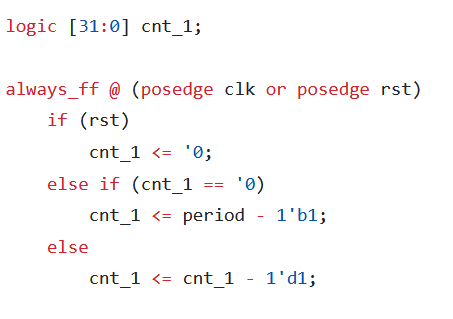 logic [31:0] cnt_1;

always_ff @ (posedge clk or posedge rst)
    if (rst)
        cnt_1 <= '0;
    else if (cnt_1 == '0)
        cnt_1 <= period - 1'b1;
    else
        cnt_1 <= cnt_1 - 1'd1;